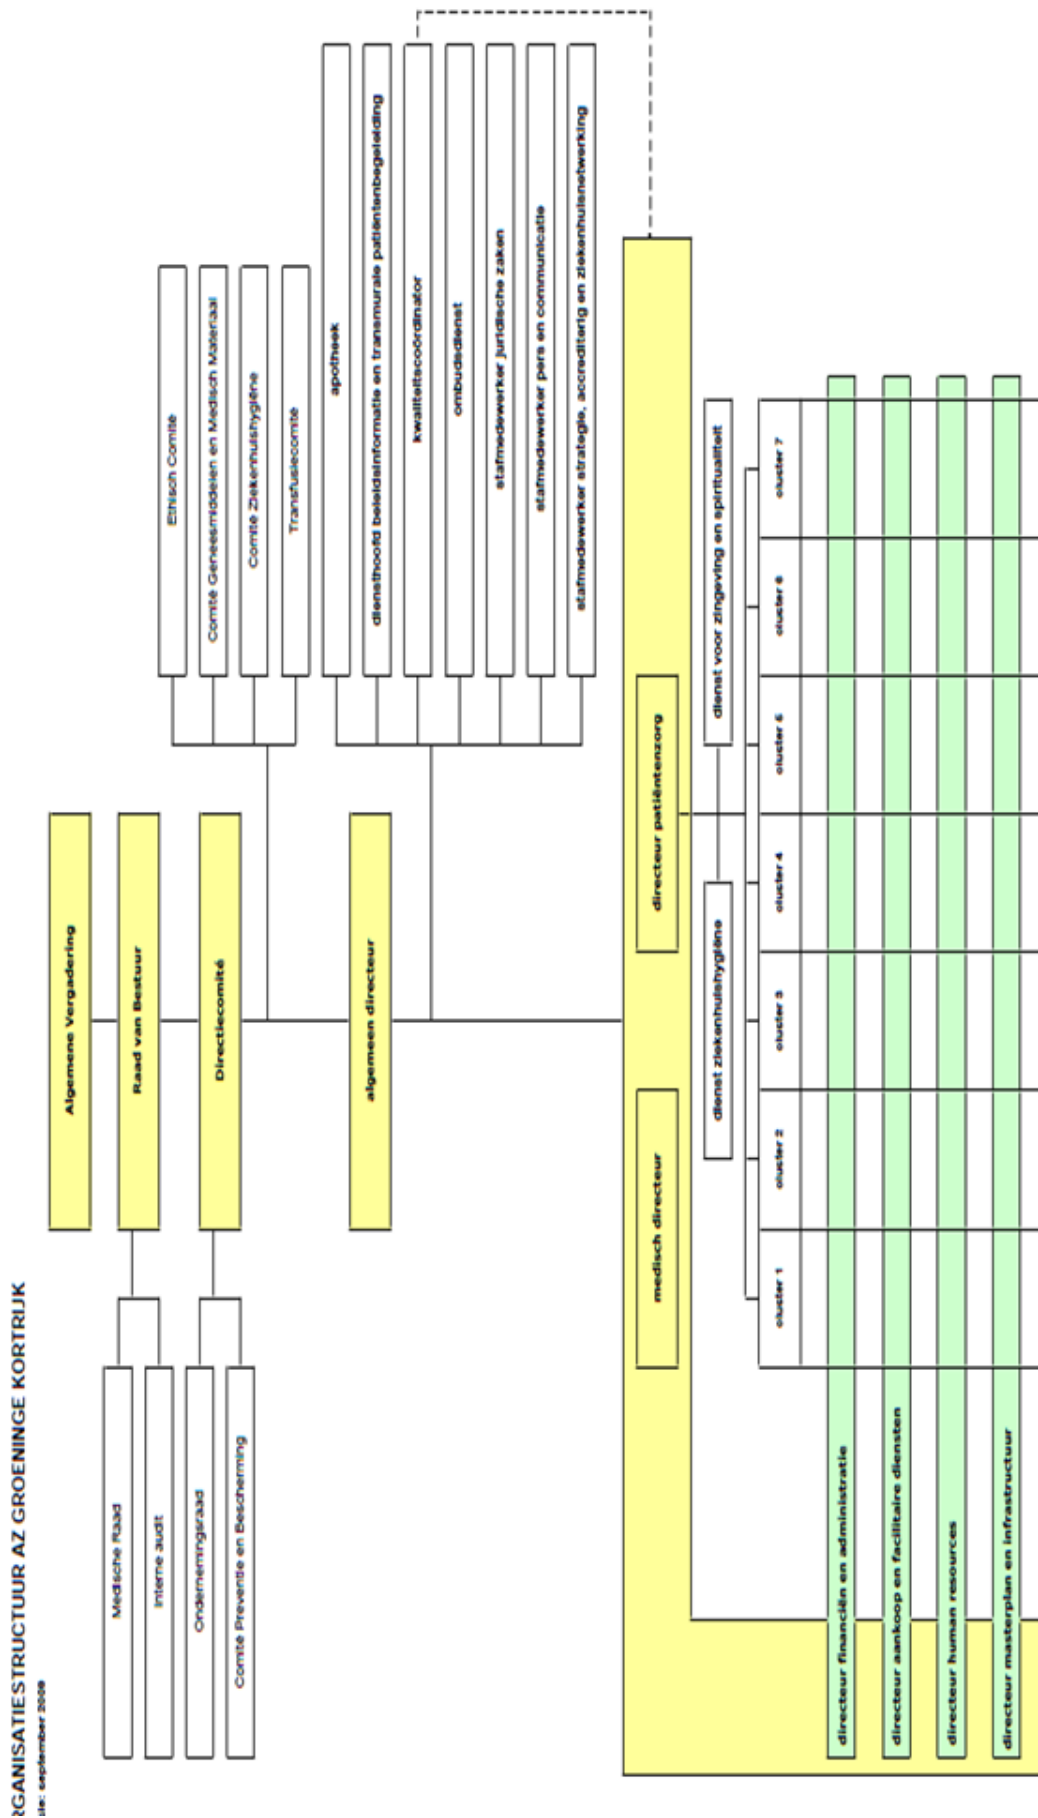 RGANISATIESTRUCTUUR AZ GROENINGE KORTRIJK
sie: september 2009
Algemene Vergadering
Raad van Bestuur
Directiecomité
algemeen directeur
Medische Raad
Interne audit
Ondernemingsraad
Comité Preventie en Bescherming
Ethisch Comité
Comité Geneesmiddelen en Medisch Materiaal
Comité Ziekenhuishygiëne
Transfusiecomité
apotheek
diensthoofd beleidsinformatie en transmurale patiëntenbegeleiding
kwaliteitscoördinator
ombudsdienst
stafmedewerker juridische zaken
stafmedewerker pers en communicatie
stafmedewerker strategie, accreditering en ziekenhuisnetwerking
medisch directeur
directeur patiëntenzorg
dienst ziekenhuishygiëne
dienst voor zingeving en spiritualiteit
cluster 1
cluster 2
cluster 3
cluster 4
cluster 5
cluster 6
cluster 7
directeur financiën en administratie
directeur aankoop en facilitaire diensten
directeur human resources
directeur masterplan en infrastructuur